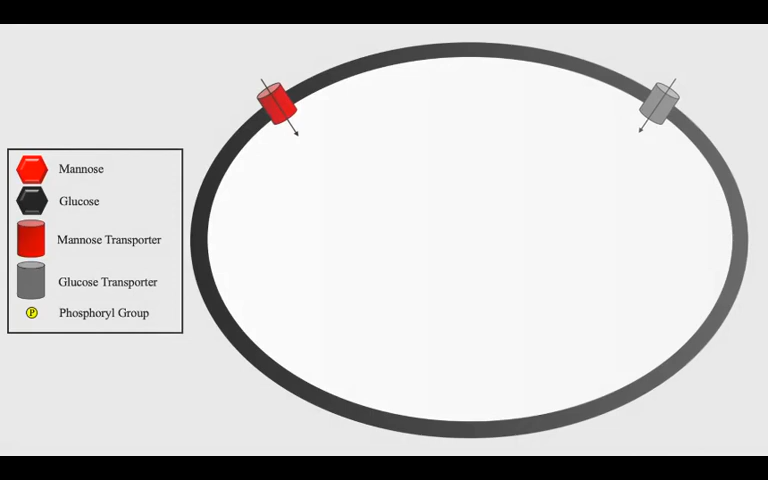 Mannose
Glucose
Mannose Transporter
Glucose Transporter
P Phosphoryl Group